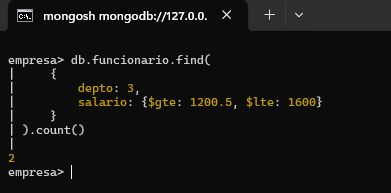 mongosh mongodb://127.0.0.
empresa> db.funcionario.find(
|     {
|         depto: 3,
|         salario: {$gte: 1200.5, $lte: 1600}
|     }
| ).count()
|
2
empresa>